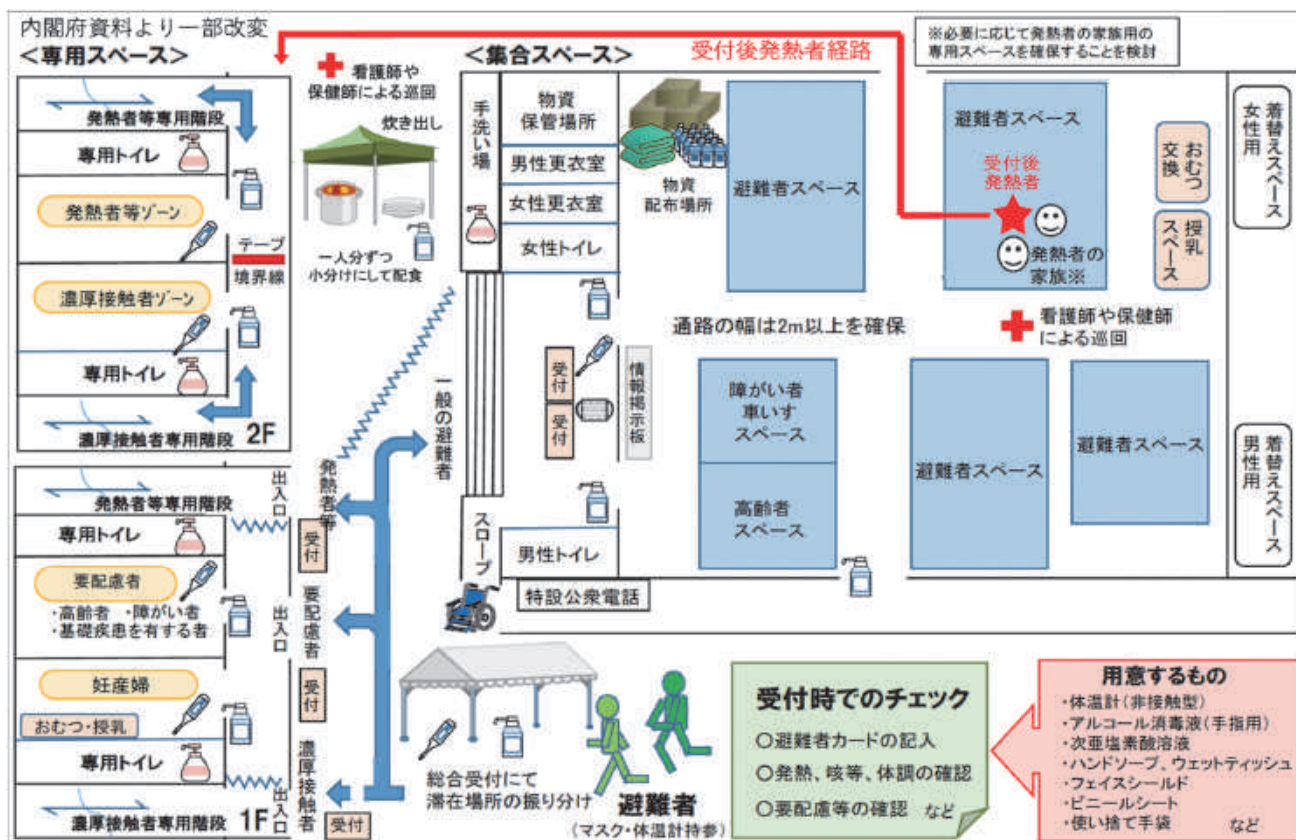 内閣府資料より一部改変
＜専用スペース＞
発熱者等専用階段
専用トイレ
発熱者等ゾーン
テープ
境界線
濃厚接触者ゾーン
専用トイレ
濃厚接触者専用階段
2F
看護師や
保健師による巡回
炊き出し
一人分ずつ
小分けにして配食
＜集合スペース＞
受付後発熱者経路
※必要に応じて発熱者の家族用の
専用スペースを確保することを検討
手洗い場
物資
保管場所
男性更衣室
女性更衣室
女性トイレ
物資
配布場所
避難者スペース
避難者スペース
受付後
発熱者
発熱者の
家族※
おむつ
交換
授乳
スペース
着替えスペース
女性用
通路の幅は2m以上を確保
看護師や保健師
による巡回
一般の避難者
受付
受付
情報掲示板
障がい者
車いす
スペース
高齢者
スペース
避難者スペース
避難者スペース
着替えスペース
男性用
スロープ
男性トイレ
特設公衆電話
発熱者等専用階段
出入口
発熱者等
専用トイレ
受付
要配慮者
・高齢者 ・障がい者
・基礎疾患を有する者
出入口
要配慮者
妊産婦
受付
おむつ・授乳
専用トイレ
濃厚接触者専用階段
1F
出入口
濃厚接触者
受付
総合受付にて
滞在場所の振り分け
避難者
(マスク・体温計持参)
受付時でのチェック
○避難者カードの記入
○発熱、咳等、体調の確認
○要配慮等の確認 など
用意するもの
・体温計(非接触型)
・アルコール消毒液(手指用)
・次亜塩素酸溶液
・ハンドソープ、ウェットティッシュ
・フェイスシールド
・ビニールシート
・使い捨て手袋 など